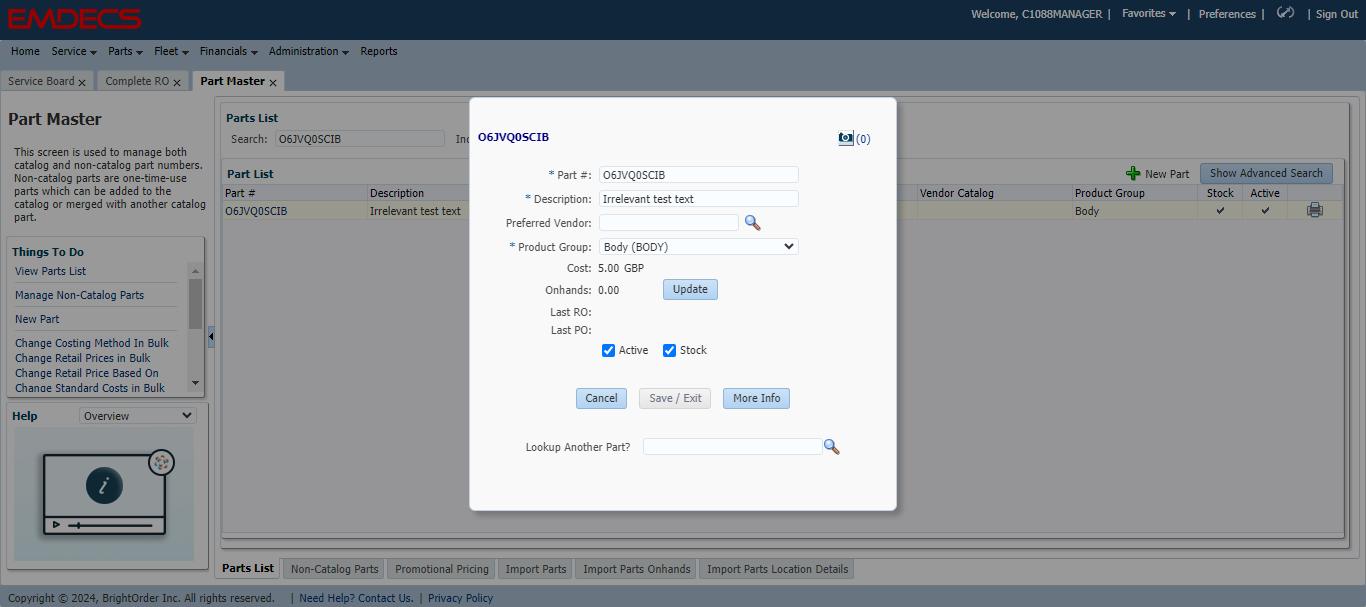 EMDECS
Welcome, C1088MANAGER | Favorites | Preferences | | Sign Out
Home Service Parts Fleet Financials Administration Reports
Service Board x Complete RO x Part Master x
Part Master
This screen is used to manage both
catalog and non-catalog part numbers.
Non-catalog parts are one-time-use
parts which can be added to the
catalog or merged with another catalog
part.
Things To Do
View Parts List
Manage Non-Catalog Parts
New Part
Change Costing Method In Bulk
Change Retail Prices in Bulk
Change Retail Price Based On
Change Standard Costs in Bulk
Help Overview
i
Parts List
Search: O6JVQ0SCIB
Part List
New Part Show Advanced Search
Part # Description Vendor Catalog Product Group Stock Active
O6JVQ0SCIB Irrelevant test text Body
O6JVQ0SCIB (0)
* Part #: O6JVQ0SCIB
* Description: Irrelevant test text
Preferred Vendor:
* Product Group: Body (BODY)
Cost: 5.00 GBP
Onhands: 0.00 Update
Last RO:
Last PO:
Active Stock
Cancel Save / Exit More Info
Lookup Another Part?
Parts List Non-Catalog Parts Promotional Pricing Import Parts Import Parts Onhands Import Parts Location Details
Copyright © 2024, BrightOrder Inc. All rights reserved. | Need Help? Contact Us. | Privacy Policy